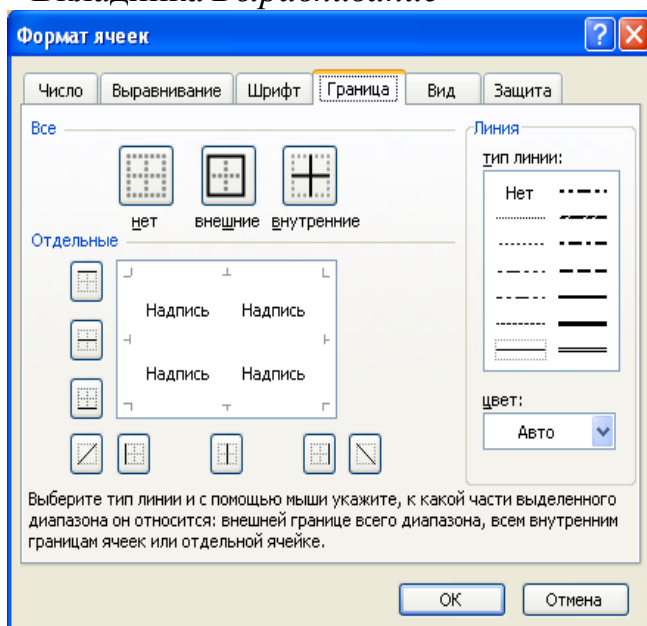 Вкладинка Выравнивание
Формат ячеек
Число Выравнивание Шрифт Граница Вид Защита
Все
нет внешние внутренние
Отдельные
Надпись Надпись
Надпись Надпись
Линия
тип линии:
Нет
цвет:
Авто
Выберите тип линии и с помощью мыши укажите, к какой части выделенного
диапазона он относится: внешней границе всего диапазона, всем внутренним
границам ячеек или отдельной ячейке.
ОК Отмена